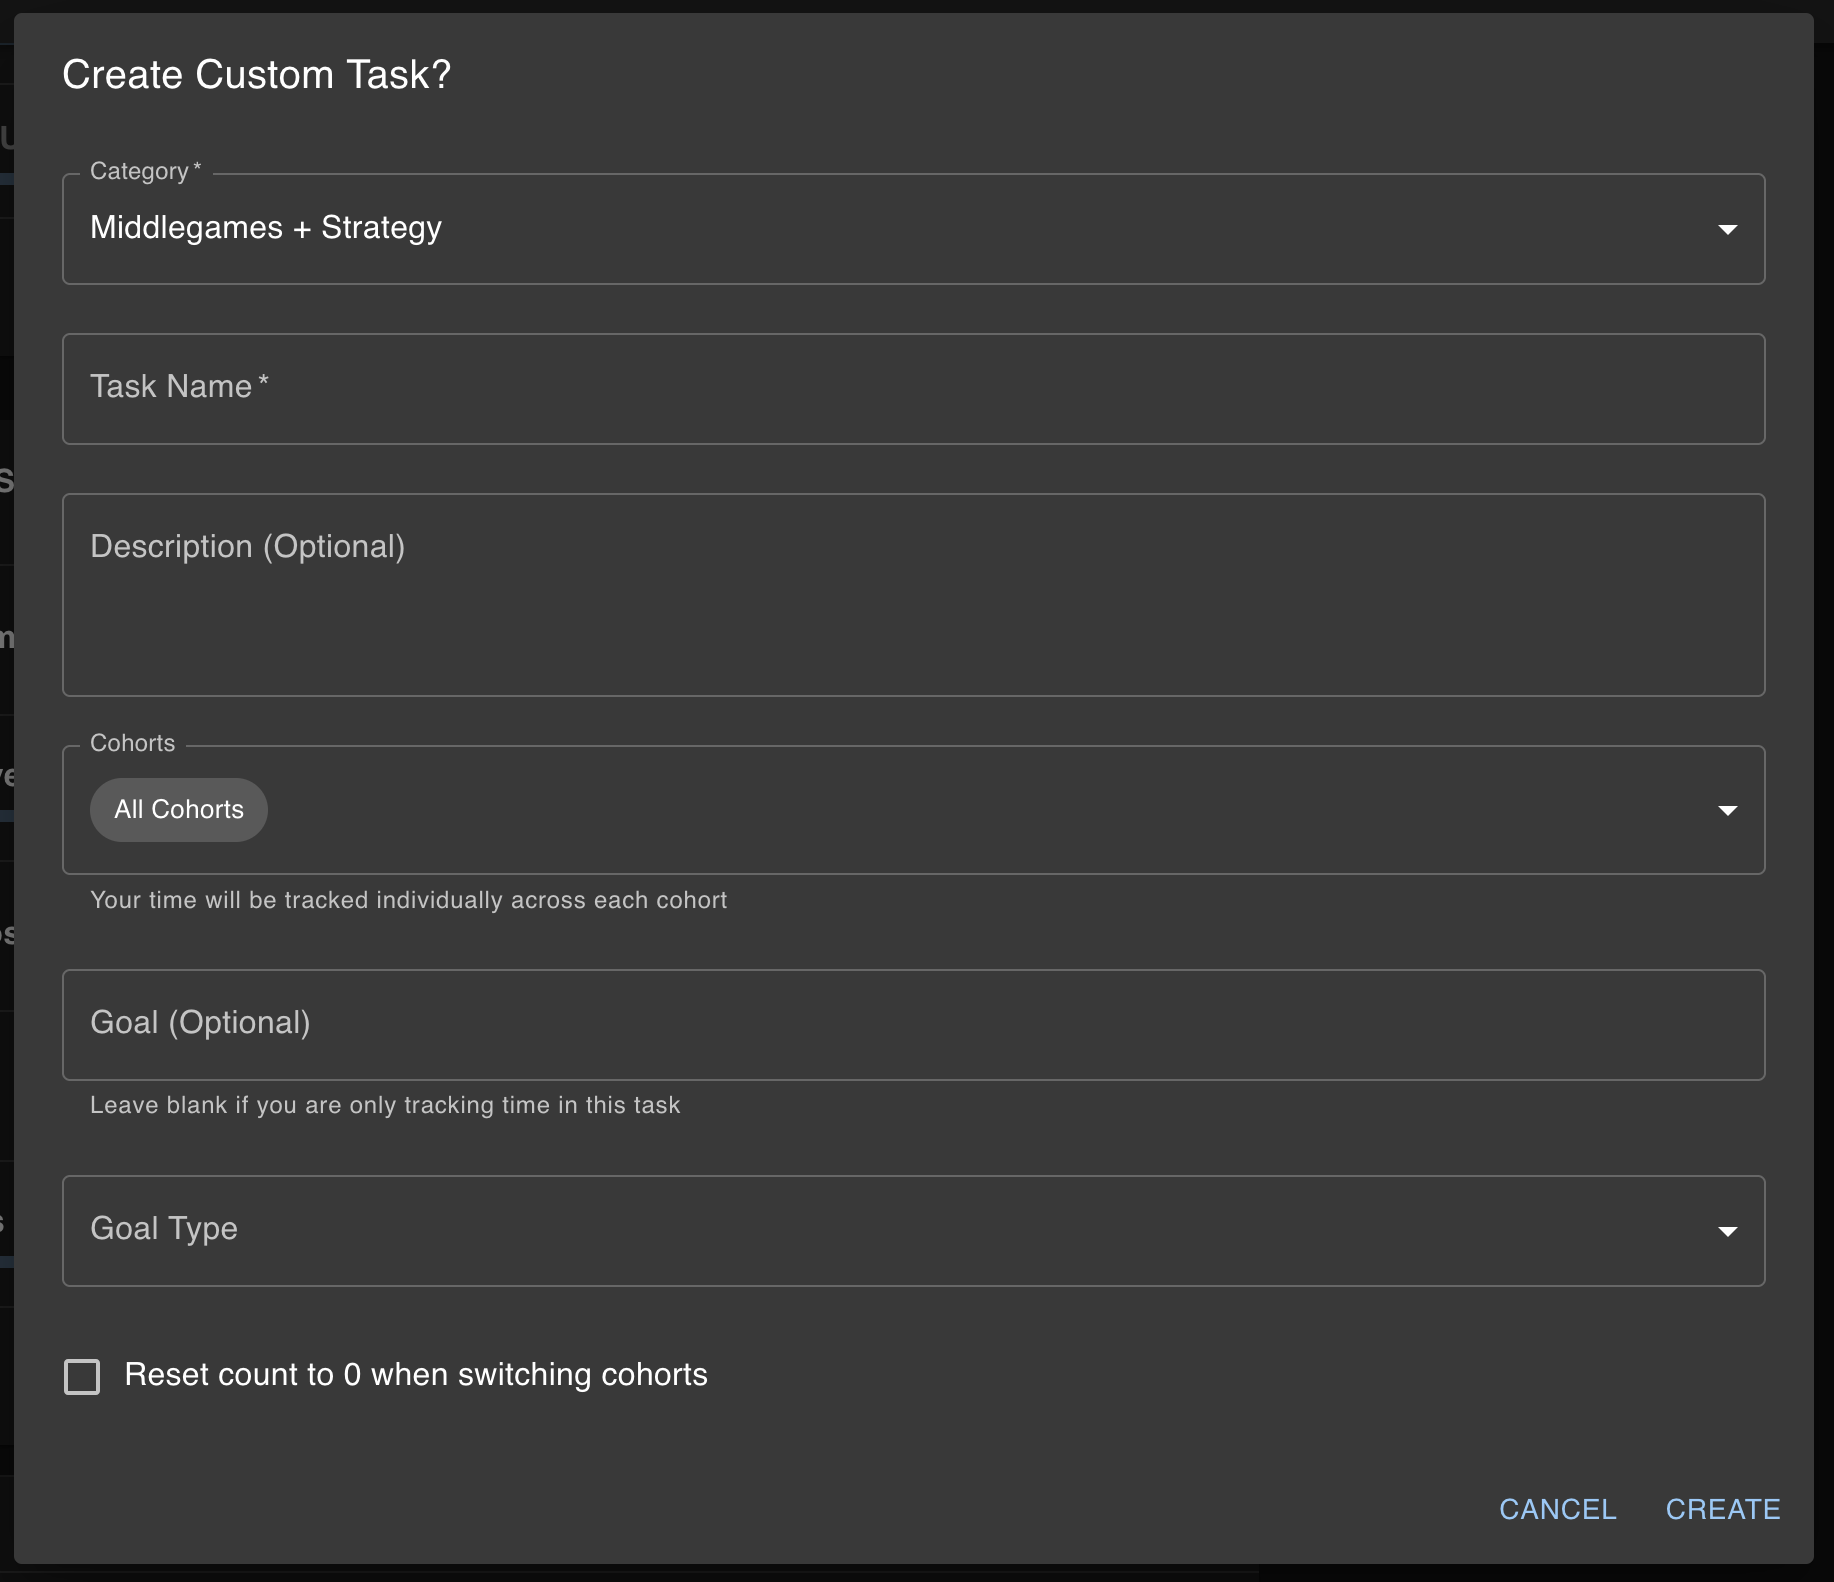 Create Custom Task?
Category *
Middlegames + Strategy
Task Name *
Description (Optional)
Cohorts
All Cohorts
Your time will be tracked individually across each cohort
Goal (Optional)
Leave blank if you are only tracking time in this task
Goal Type
Reset count to 0 when switching cohorts
CANCEL CREATE